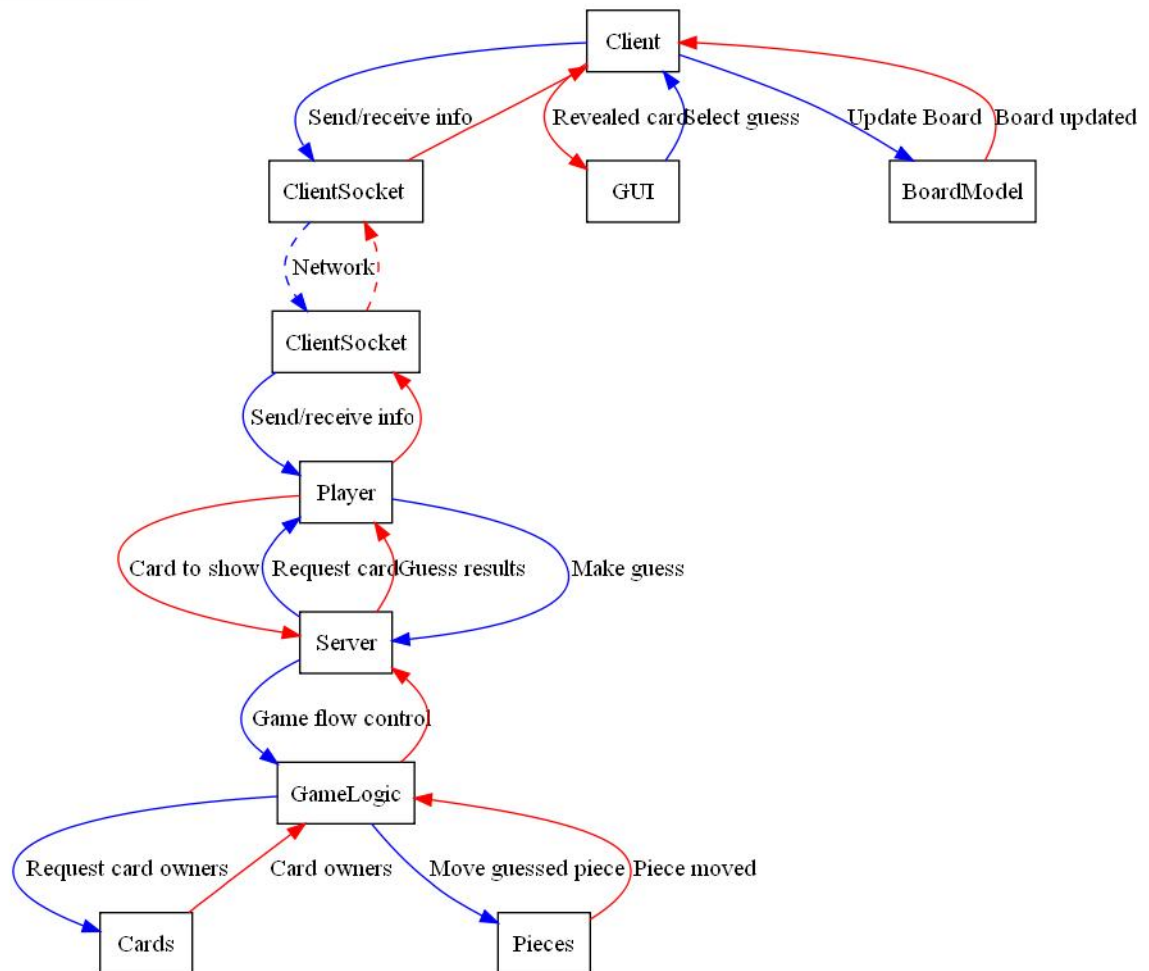 Client
Send/receive info
Revealed card
Select guess
Update Board
Board updated
ClientSocket
GUI
BoardModel
Network
ClientSocket
Send/receive info
Player
Card to show
Request card
Guess results
Make guess
Server
Game flow control
GameLogic
Request card owners
Card owners
Move guessed piece
Piece moved
Cards
Pieces